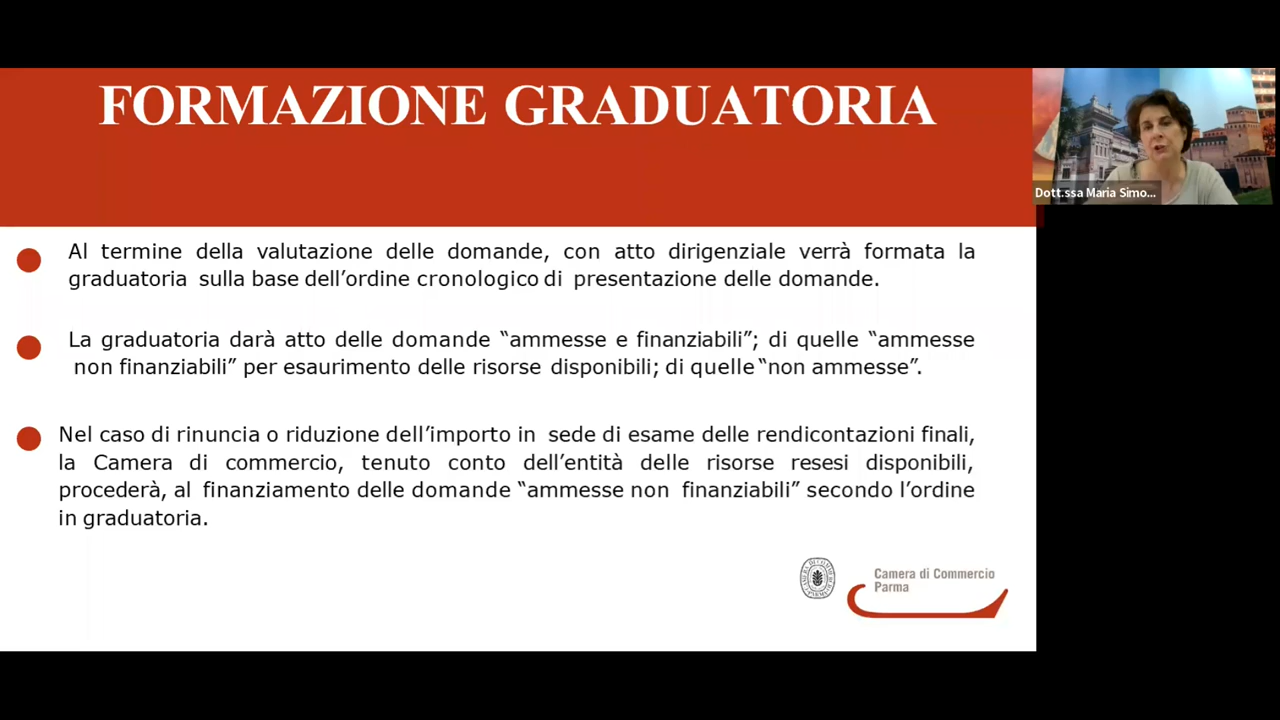 FORMAZIONE GRADUATORIA
Dott.ssa Maria Simo...
Al termine della valutazione delle domande, con atto dirigenziale verrà formata la
graduatoria sulla base dell’ordine cronologico di presentazione delle domande.
La graduatoria darà atto delle domande “ammesse e finanziabili”; di quelle “ammesse
non finanziabili” per esaurimento delle risorse disponibili; di quelle “non ammesse”.
Nel caso di rinuncia o riduzione dell’importo in sede di esame delle rendicontazioni finali,
la Camera di commercio, tenuto conto dell’entità delle risorse resesi disponibili,
procederà, al finanziamento delle domande “ammesse non finanziabili” secondo l’ordine
in graduatoria.
Camera di Commercio
Parma